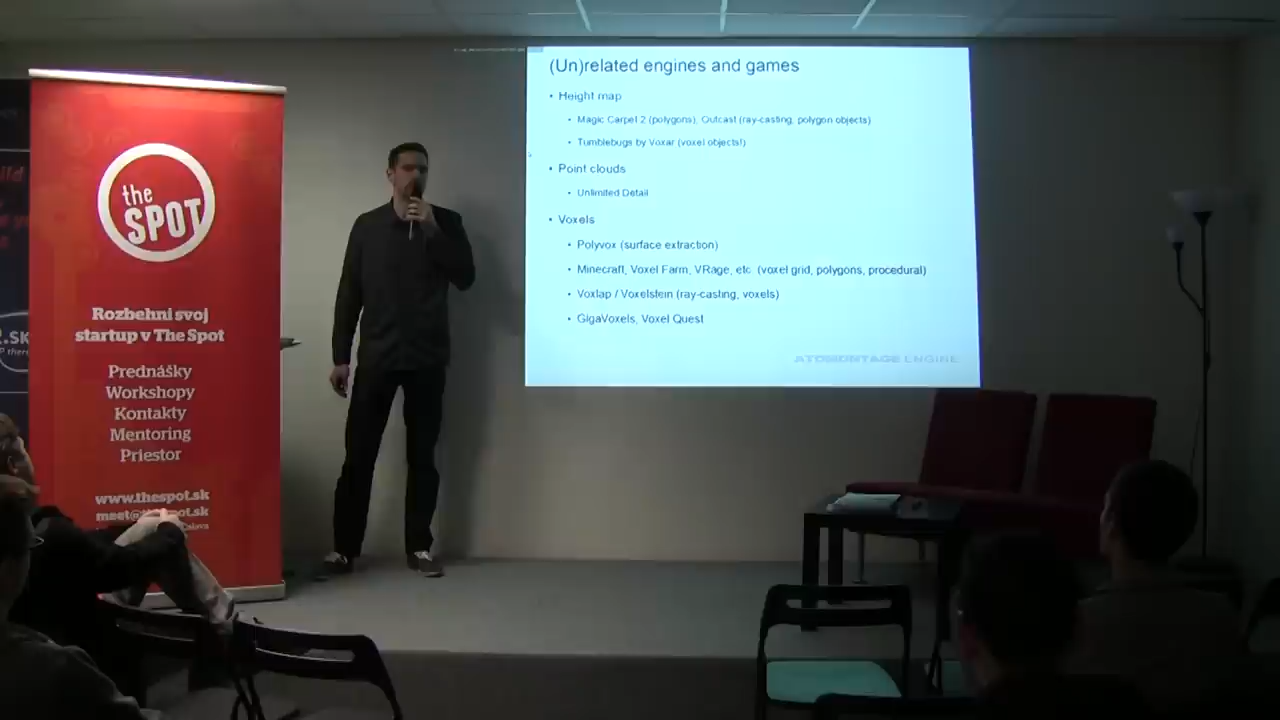 the
SPOT
Rozbehni svoj
startup v The Spot
Prednášky
Workshopy
Kontakty
Mentoring
Priestor
www.thespot.sk
(Un)related engines and games
• Height map
• Magic Carpet 2 (polygons), Outcast (ray-casting, polygon objects)
• Tumblebugs by Voxar (voxel objects!)
• Point clouds
• Unlimited Detail
• Voxels
• Polyvox (surface extraction)
• Minecraft, Voxel Farm, VRage, etc. (voxel grid, polygons, procedural)
• Voxlap / Voxelstein (ray-casting, voxels)
• GigaVoxels, Voxel Quest
ATOMONTAGE ENGINE